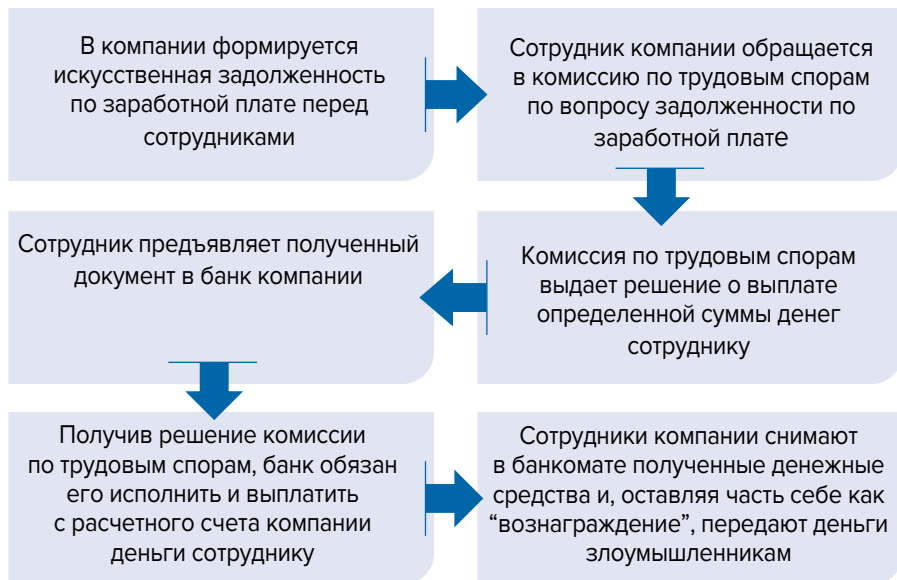 В компании формируется
искусственная задолженность
по заработной плате перед
сотрудниками
Сотрудник компании обращается
в комиссию по трудовым спорам
по вопросу задолженности по
заработной плате
Комиссия по трудовым спорам
выдает решение о выплате
определенной суммы денег
сотруднику
Сотрудник предъявляет полученный
документ в банк компании
Получив решение комиссии
по трудовым спорам, банк обязан
его исполнить и выплатить
с расчетного счета компании
деньги сотруднику
Сотрудники компании снимают
в банкомате полученные денежные
средства и, оставляя часть себе как
“вознаграждение”, передают деньги
злоумышленникам